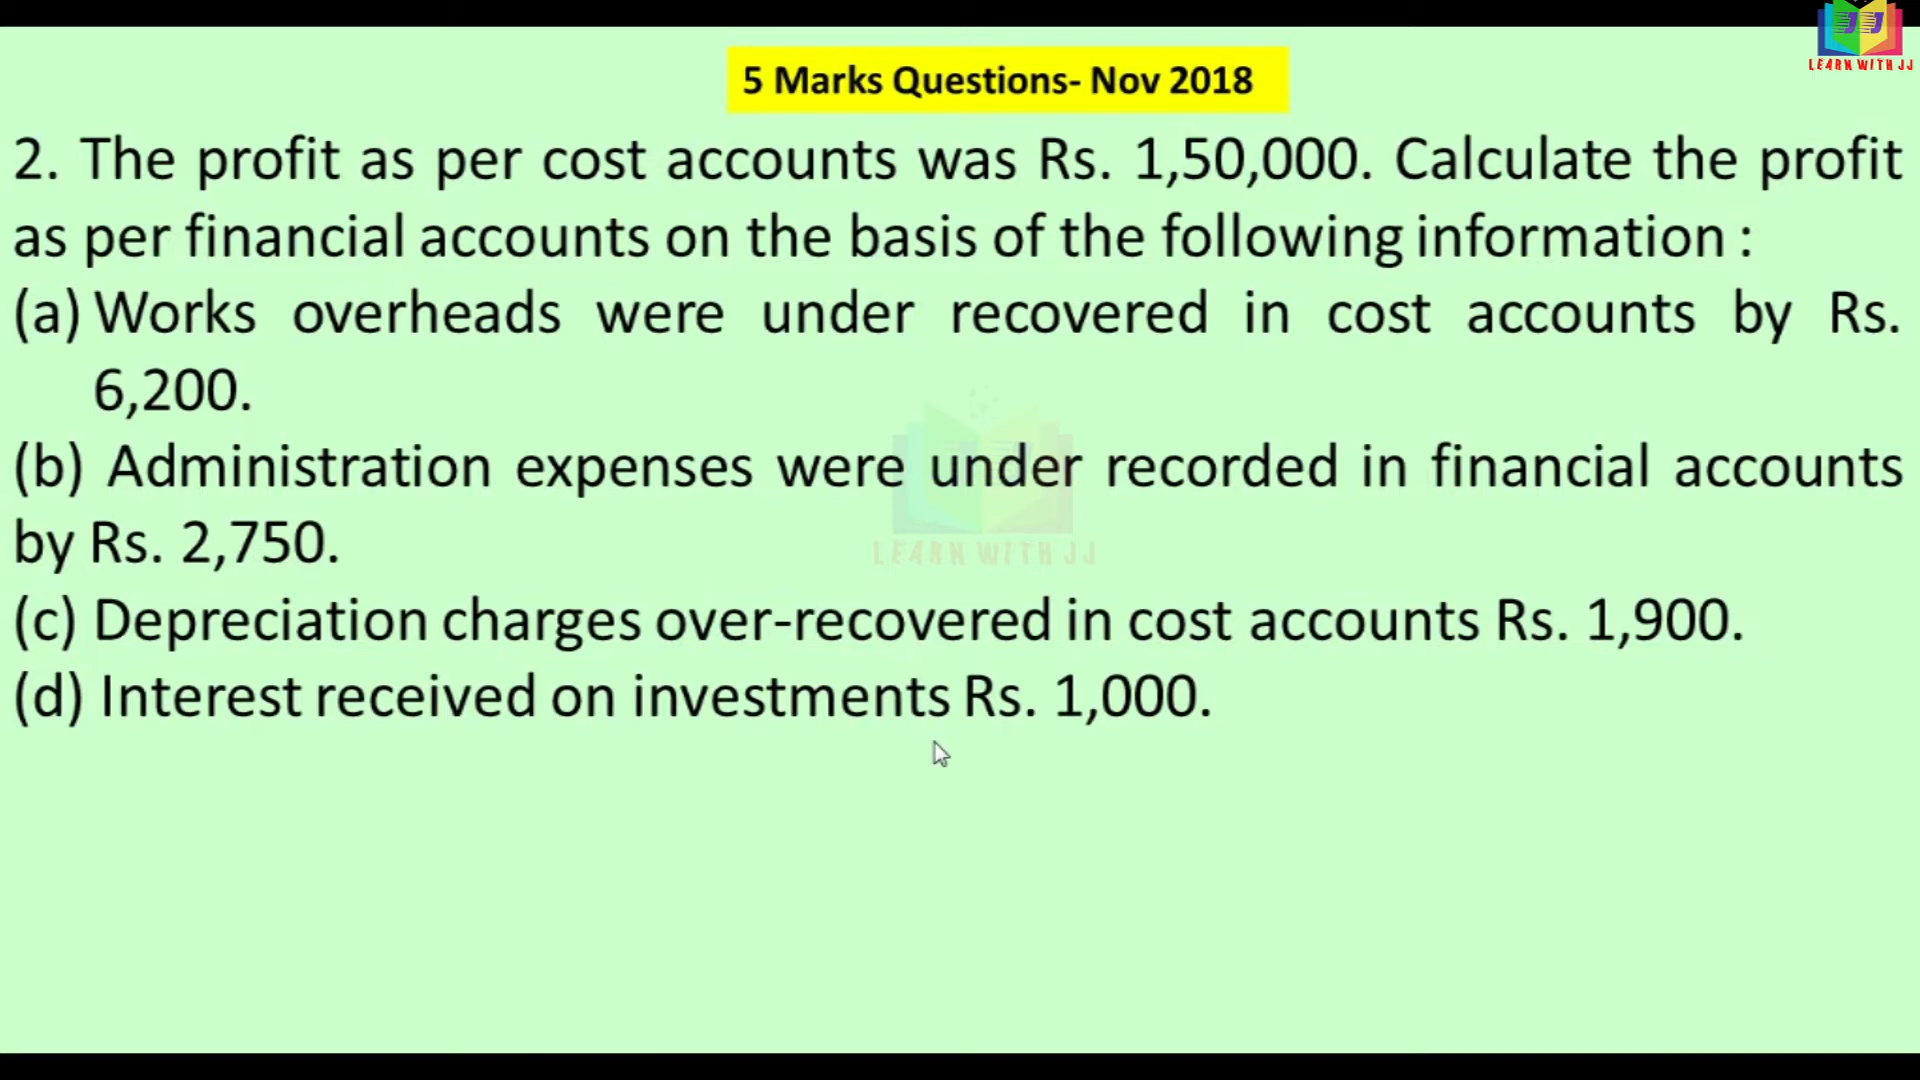 LEARN WITH JJ
5 Marks Questions- Nov 2018
2. The profit as per cost accounts was Rs. 1,50,000. Calculate the profit
as per financial accounts on the basis of the following information :
(a) Works overheads were under recovered in cost accounts by Rs.
6,200.
(b) Administration expenses were under recorded in financial accounts
by Rs. 2,750.
LEARN WITH JJ
(c) Depreciation charges over-recovered in cost accounts Rs. 1,900.
(d) Interest received on investments Rs. 1,000.